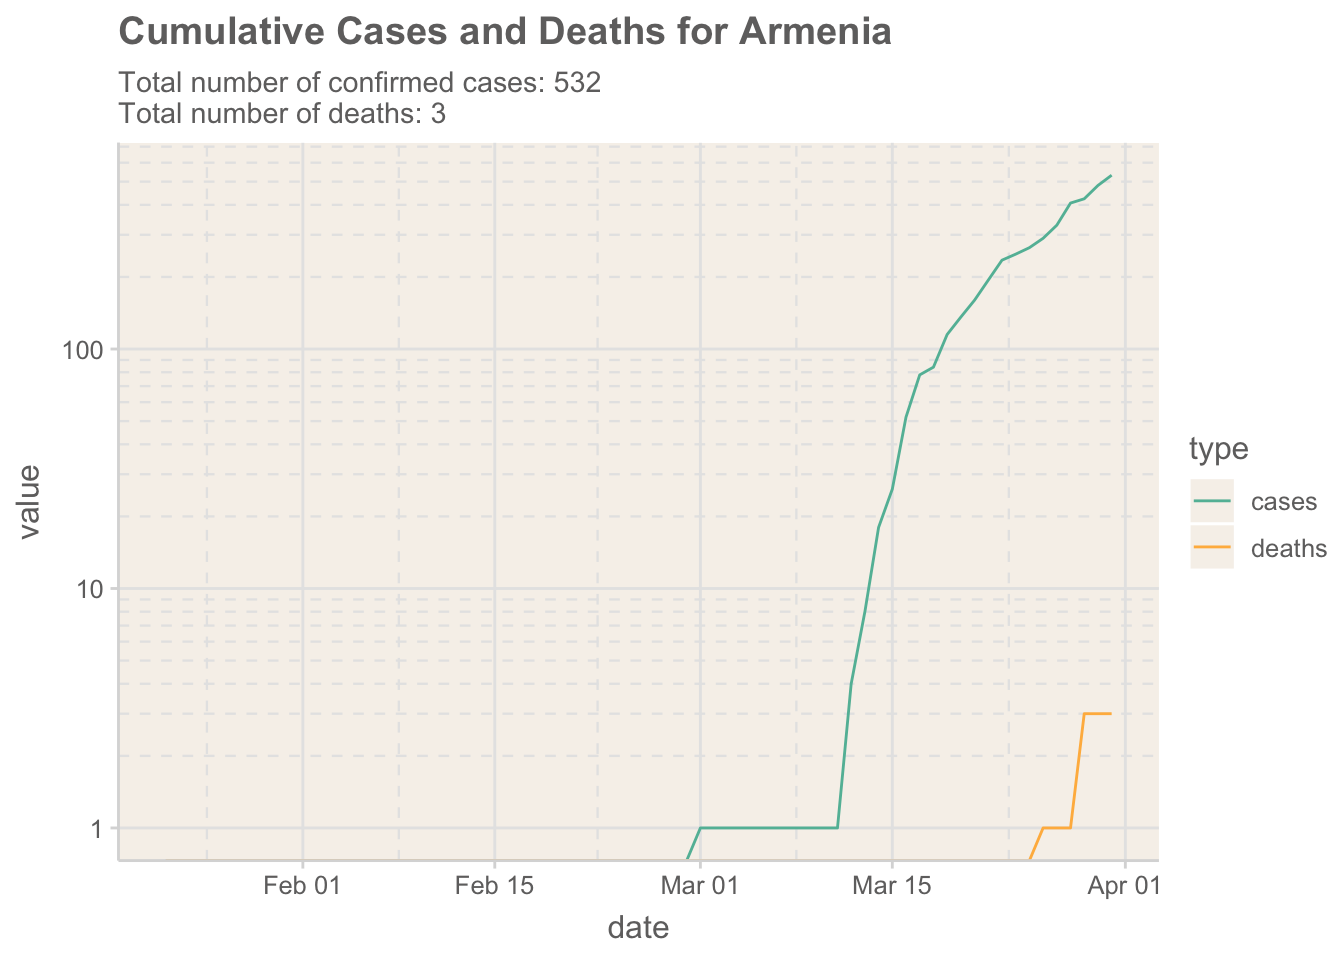 Cumulative Cases and Deaths for Armenia
Total number of confirmed cases: 532
Total number of deaths: 3
100
10
1
value
Feb 01
Feb 15
Mar 01
Mar 15
Apr 01
date
type
cases
deaths